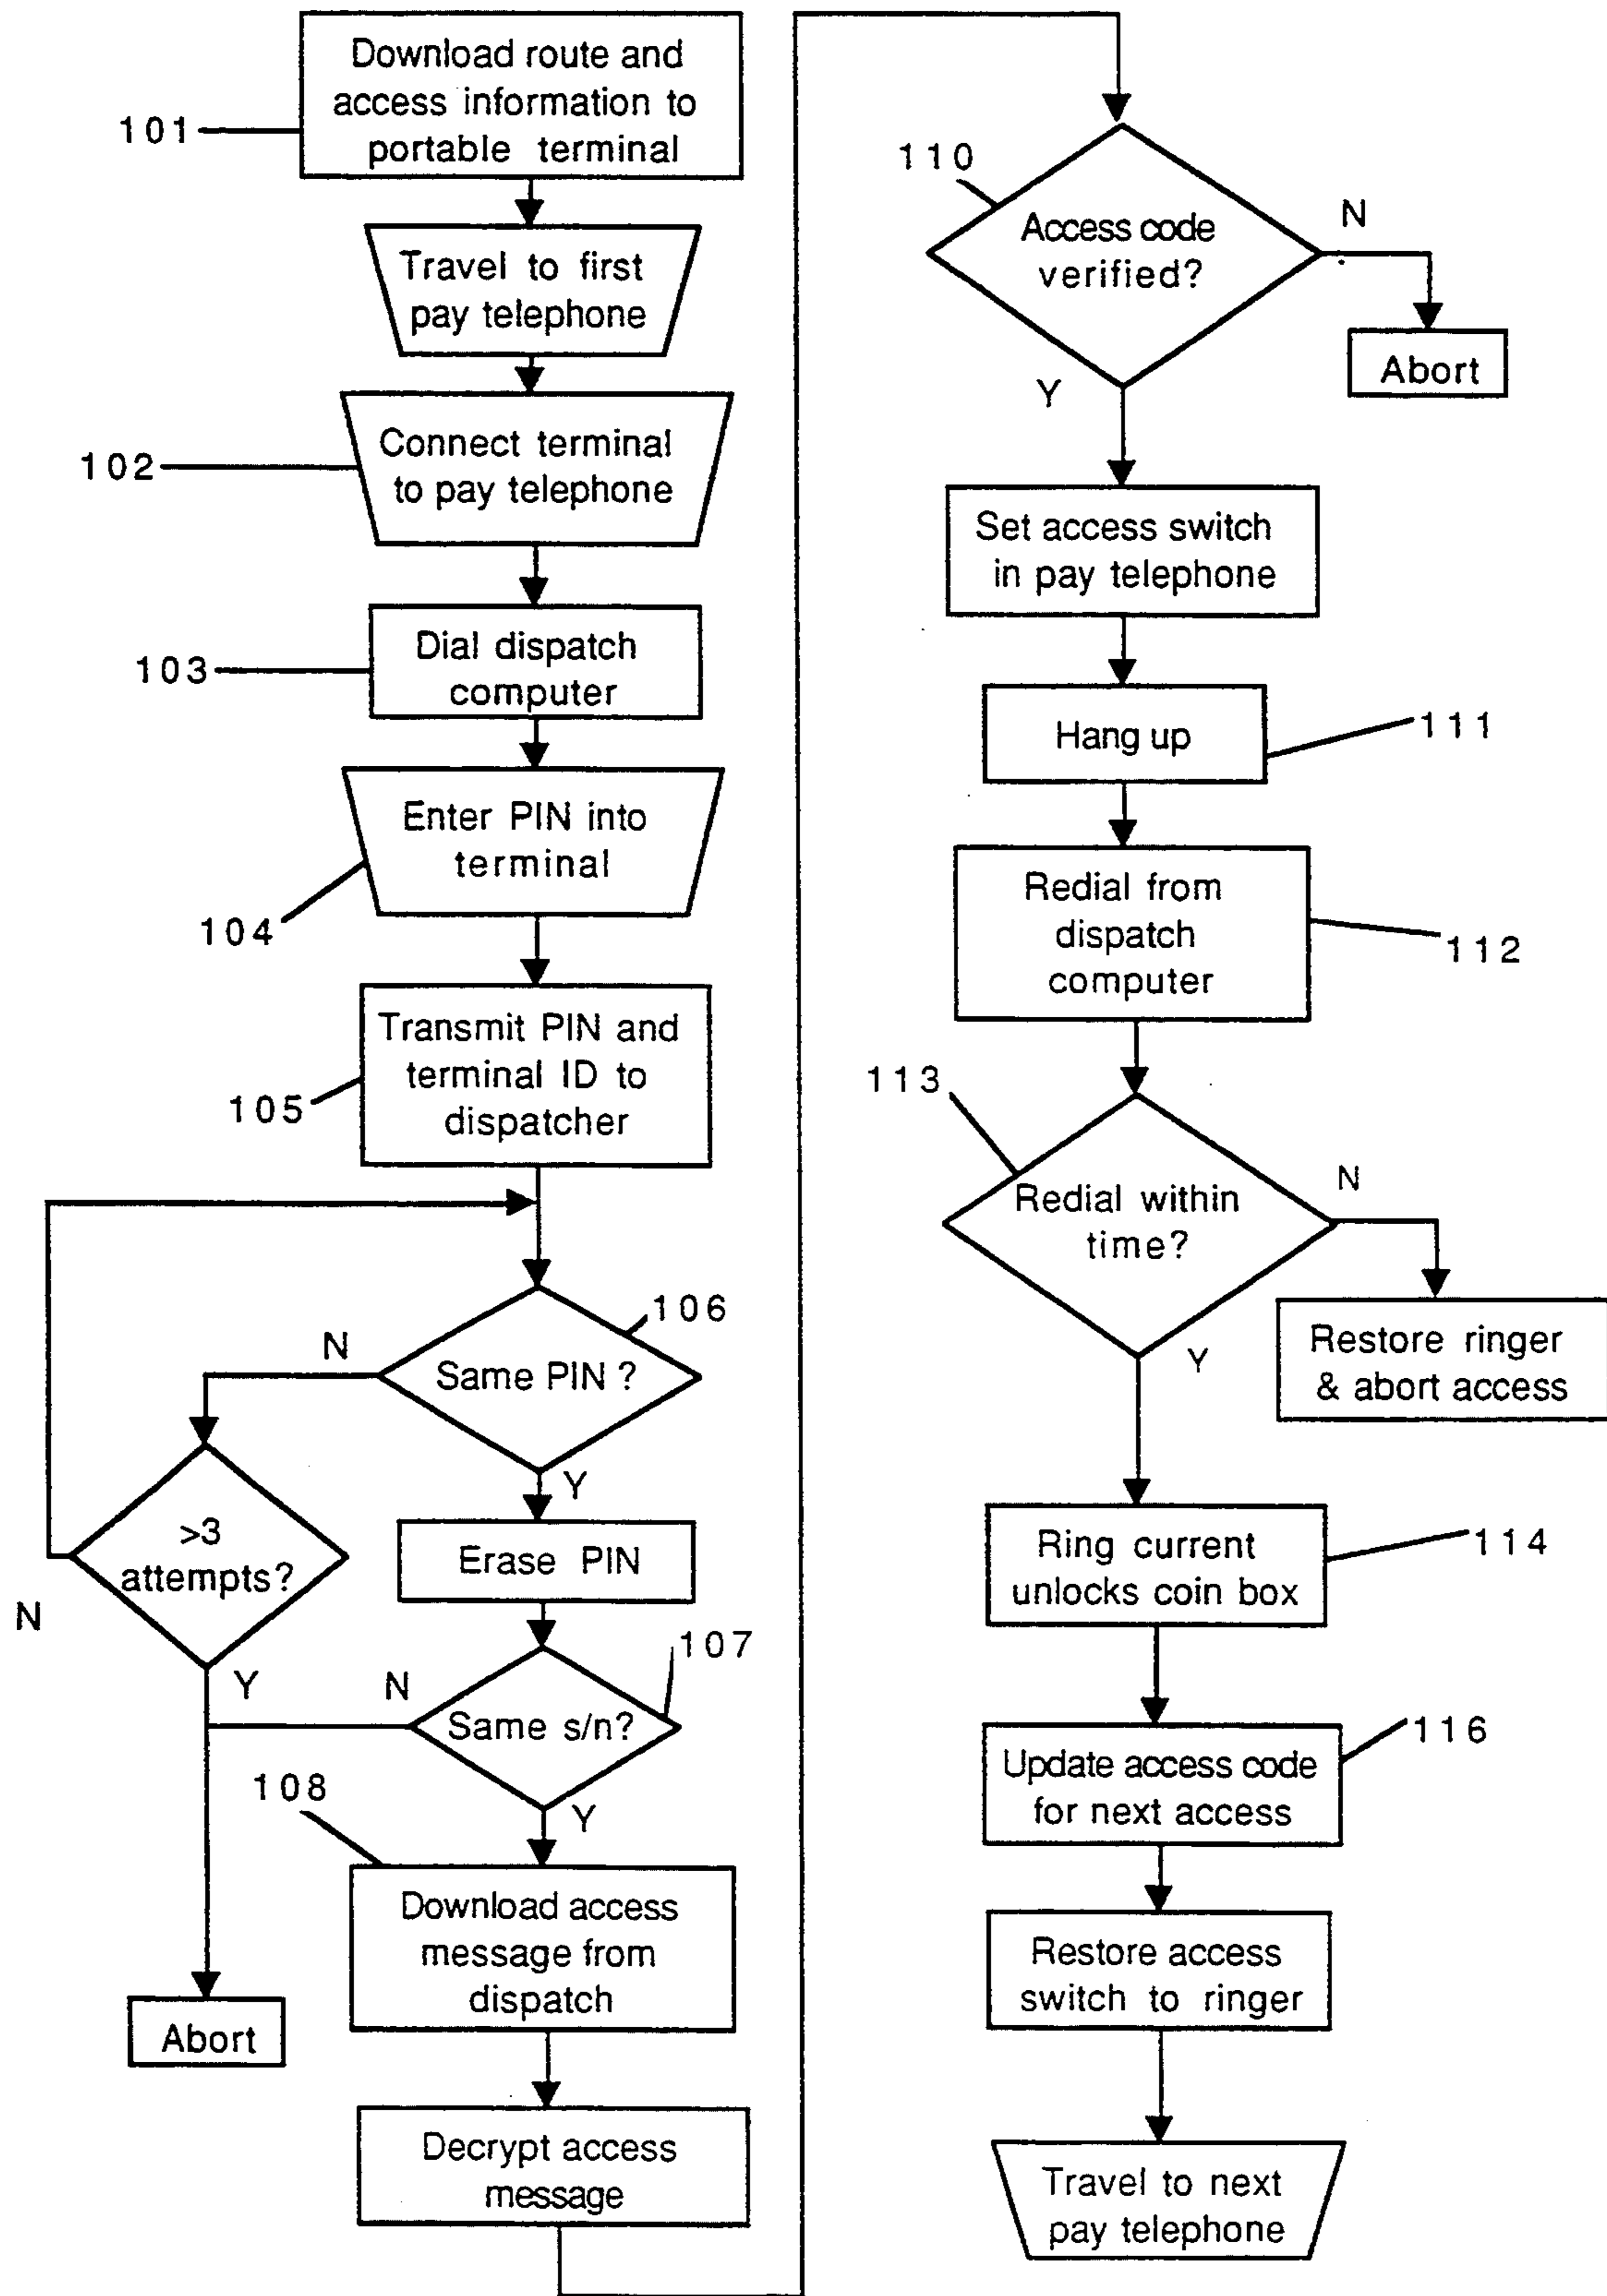 Download route and
access information to
portable terminal
101
Travel to first
pay telephone
Connect terminal
to pay telephone
102
Dial dispatch
computer
103
Enter PIN into
terminal
104
Transmit PIN and
terminal ID to
dispatcher
105
106
Same PIN ?
N
Y
>3
attempts?
N
Y
Erase PIN
107
Same s/n?
N
Y
108
Download access
message from
dispatch
Abort
Decrypt access
message
110
Access code
verified?
N
Abort
Y
Set access switch
in pay telephone
Hang up
111
Redial from
dispatch
computer
112
113
Redial within
time?
N
Restore ringer
& abort access
Y
Ring current
unlocks coin box
114
Update access code
for next access
116
Restore access
switch to ringer
Travel to next
pay telephone